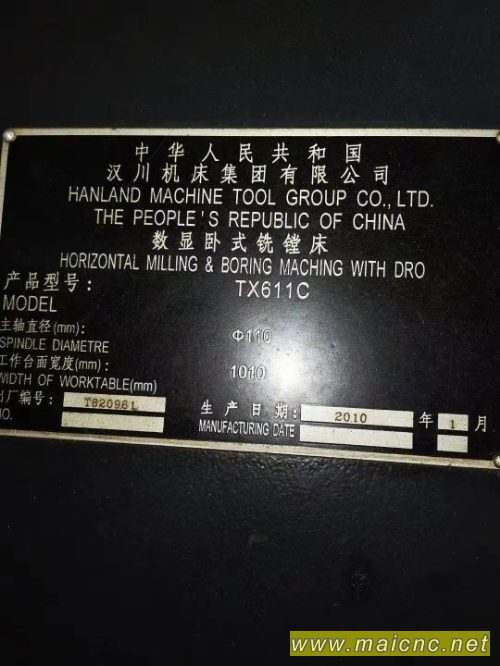 中华人民共和国
汉川机床集团有限公司
HANLAND MACHINE TOOL GROUP CO.,LTD.
THE PEOPLE'S REPUBLIC OF CHINA
数显卧式铣镗床
HORIZONTAL MILLING & BORING MACHING WITH DRO
产品型号: TX611C
MODEL
主轴直径(mm): Φ110
SPINDLE DIAMETRE
工作台面宽度(mm): 1010
WIDTH OF WORKTABLE(mm)
出厂编号: 生产日期: 2010 年 1 月
NO. MANUFACTURING DATE
www.maicnc.net